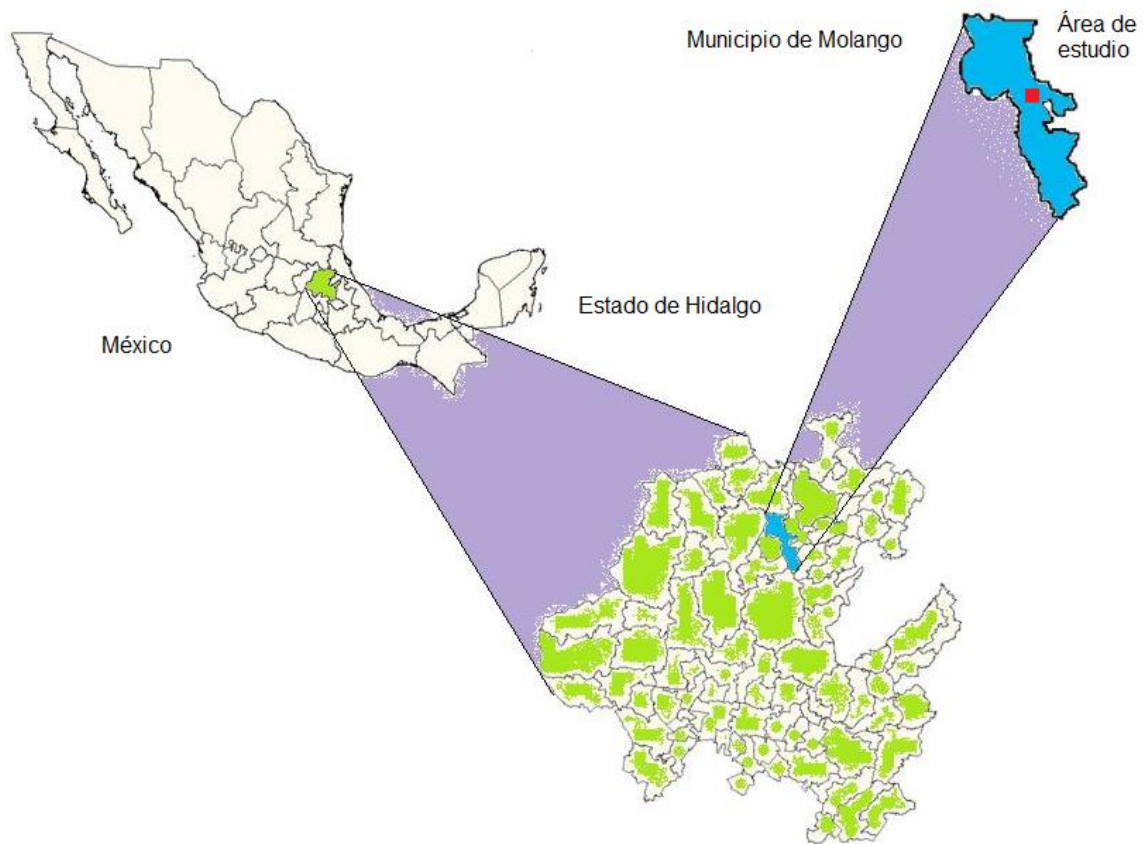 Municipio de Molango
Área de
estudio
Estado de Hidalgo
México